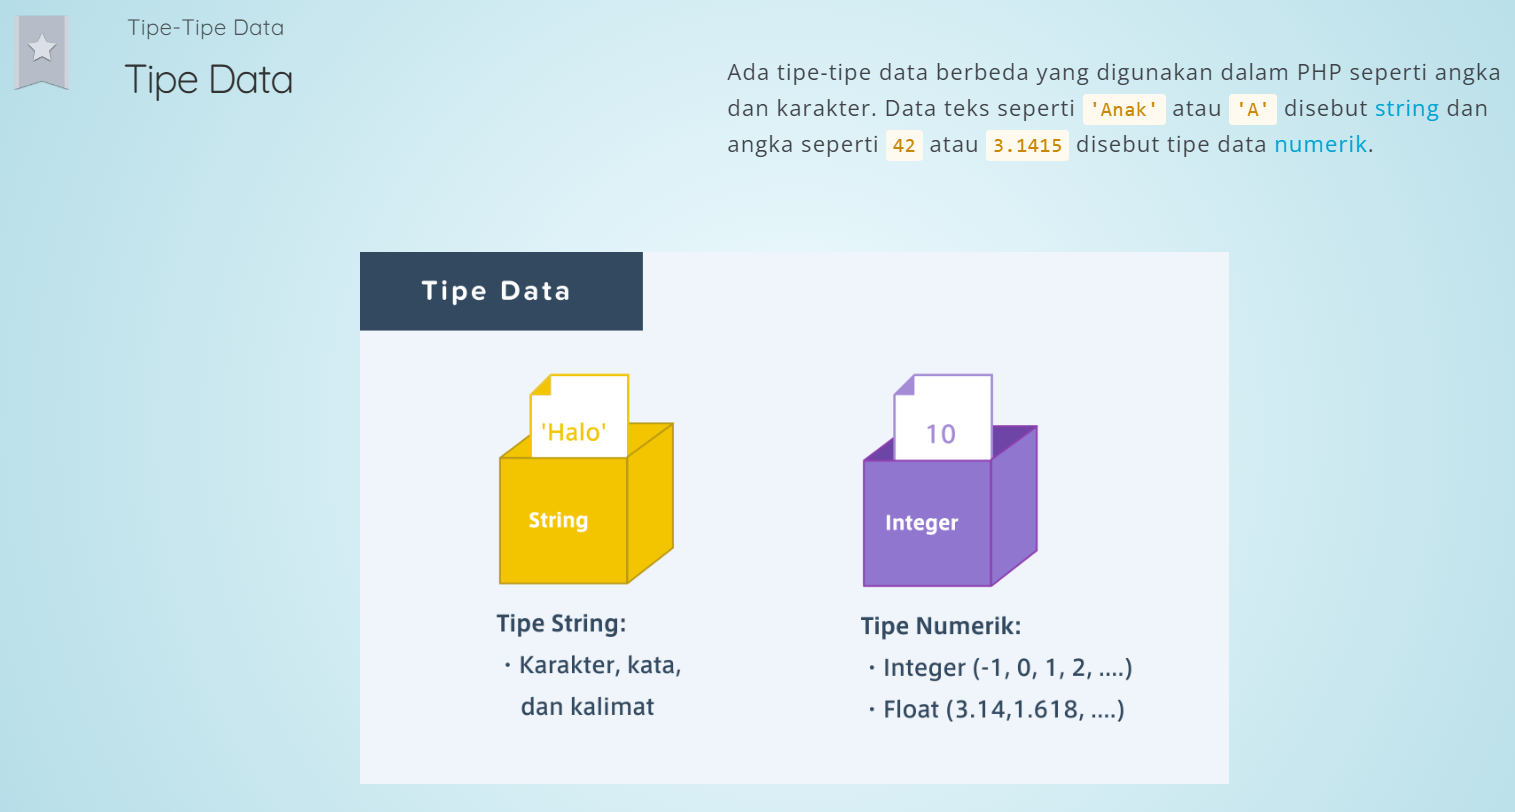 Tipe-Tipe Data
Tipe Data
Ada tipe-tipe data berbeda yang digunakan dalam PHP seperti angka
dan karakter. Data teks seperti 'Anak' atau 'A' disebut string dan
angka seperti 42 atau 3.1415 disebut tipe data numerik.
Tipe Data
'Halo'
String
Tipe String:
· Karakter, kata,
dan kalimat
10
Integer
Tipe Numerik:
· Integer (-1, 0, 1, 2, ....)
· Float (3.14,1.618, ....)